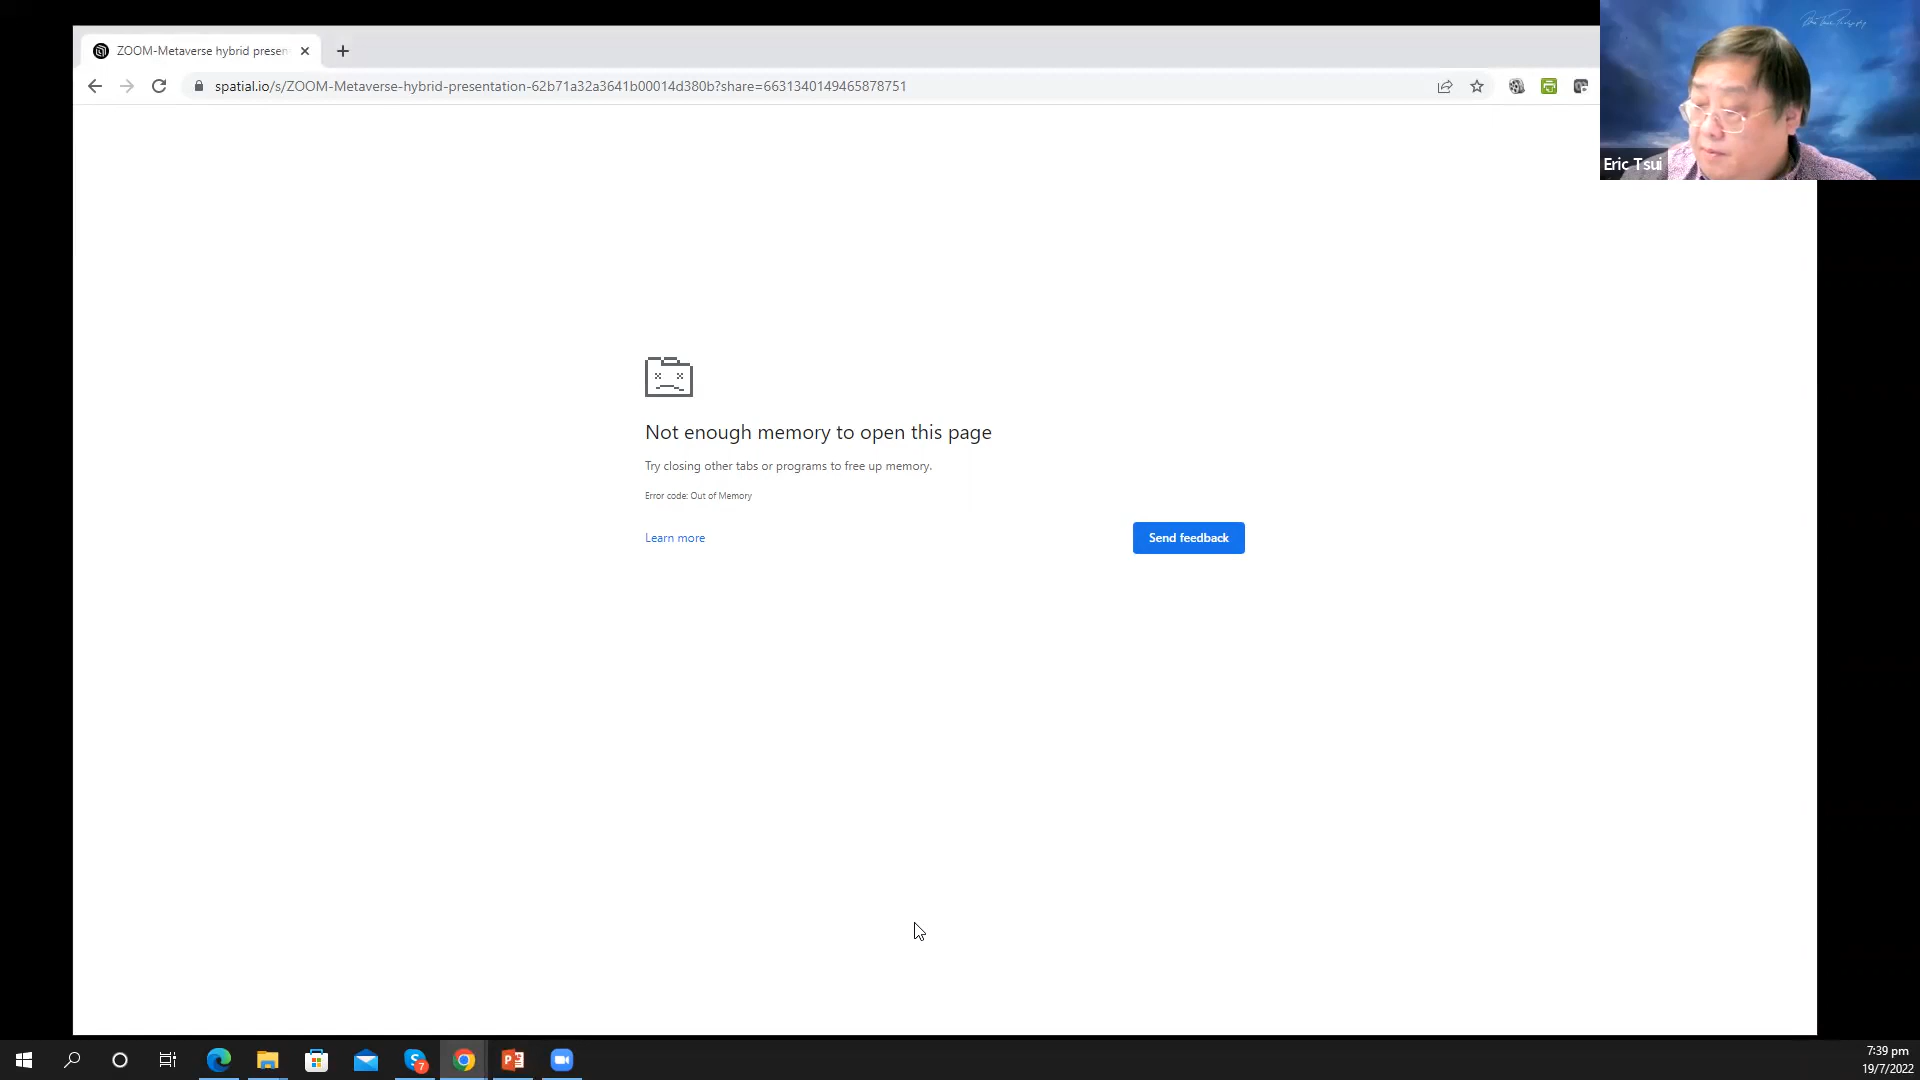 ZOOM-Metaverse hybrid presen
spatial.io/s/ZOOM-Metaverse-hybrid-presentation-62b71a32a3641b00014d380b?share=6631340149465878751
Eric Tsui
Not enough memory to open this page
Try closing other tabs or programs to free up memory.
Error code: Out of Memory
Learn more
Send feedback
7
7:39 pm
19/7/2022